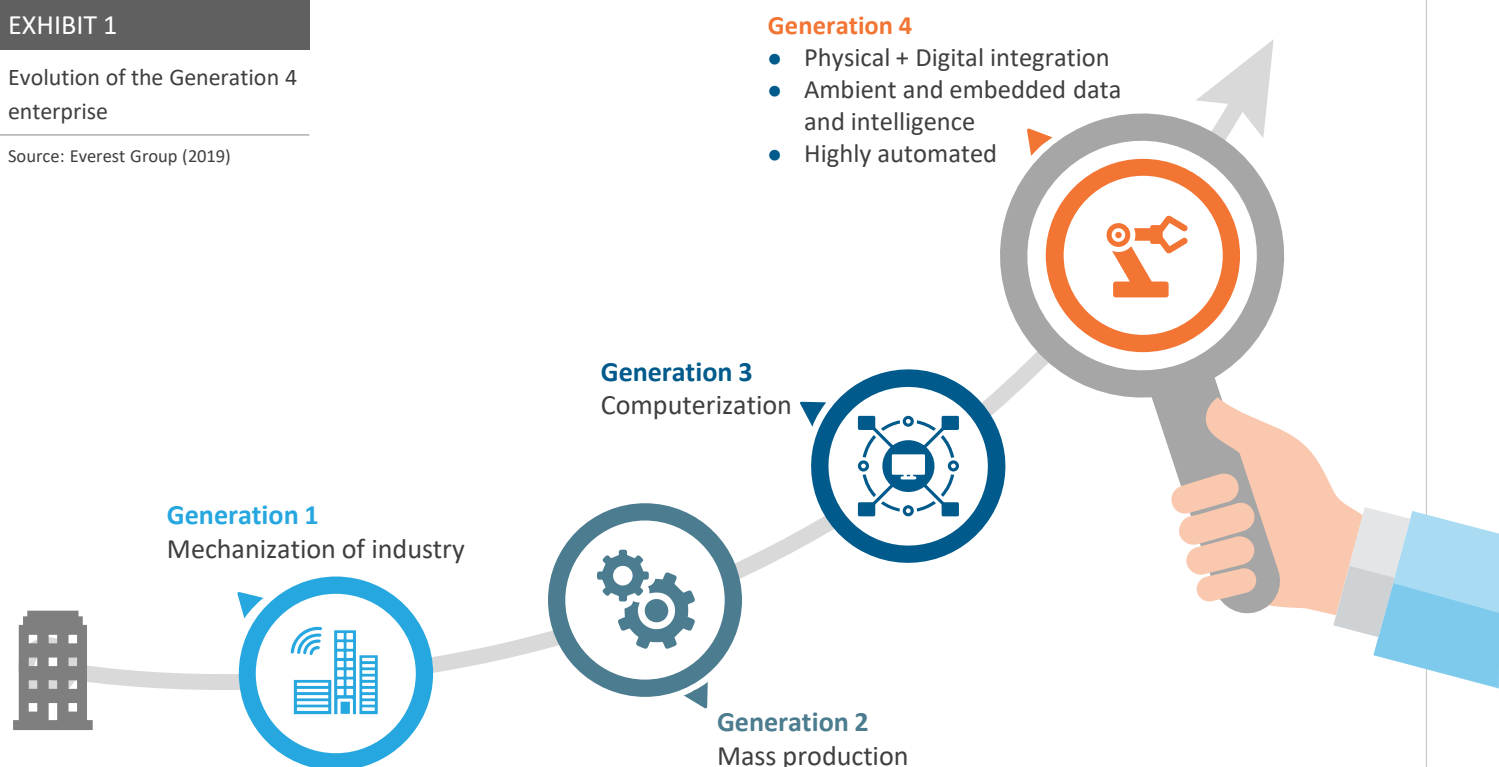 EXHIBIT 1
Evolution of the Generation 4
enterprise
Source: Everest Group (2019)
Generation 4
● Physical + Digital integration
● Ambient and embedded data
and intelligence
● Highly automated
Generation 3
Computerization
Generation 1
Mechanization of industry
Generation 2
Mass production